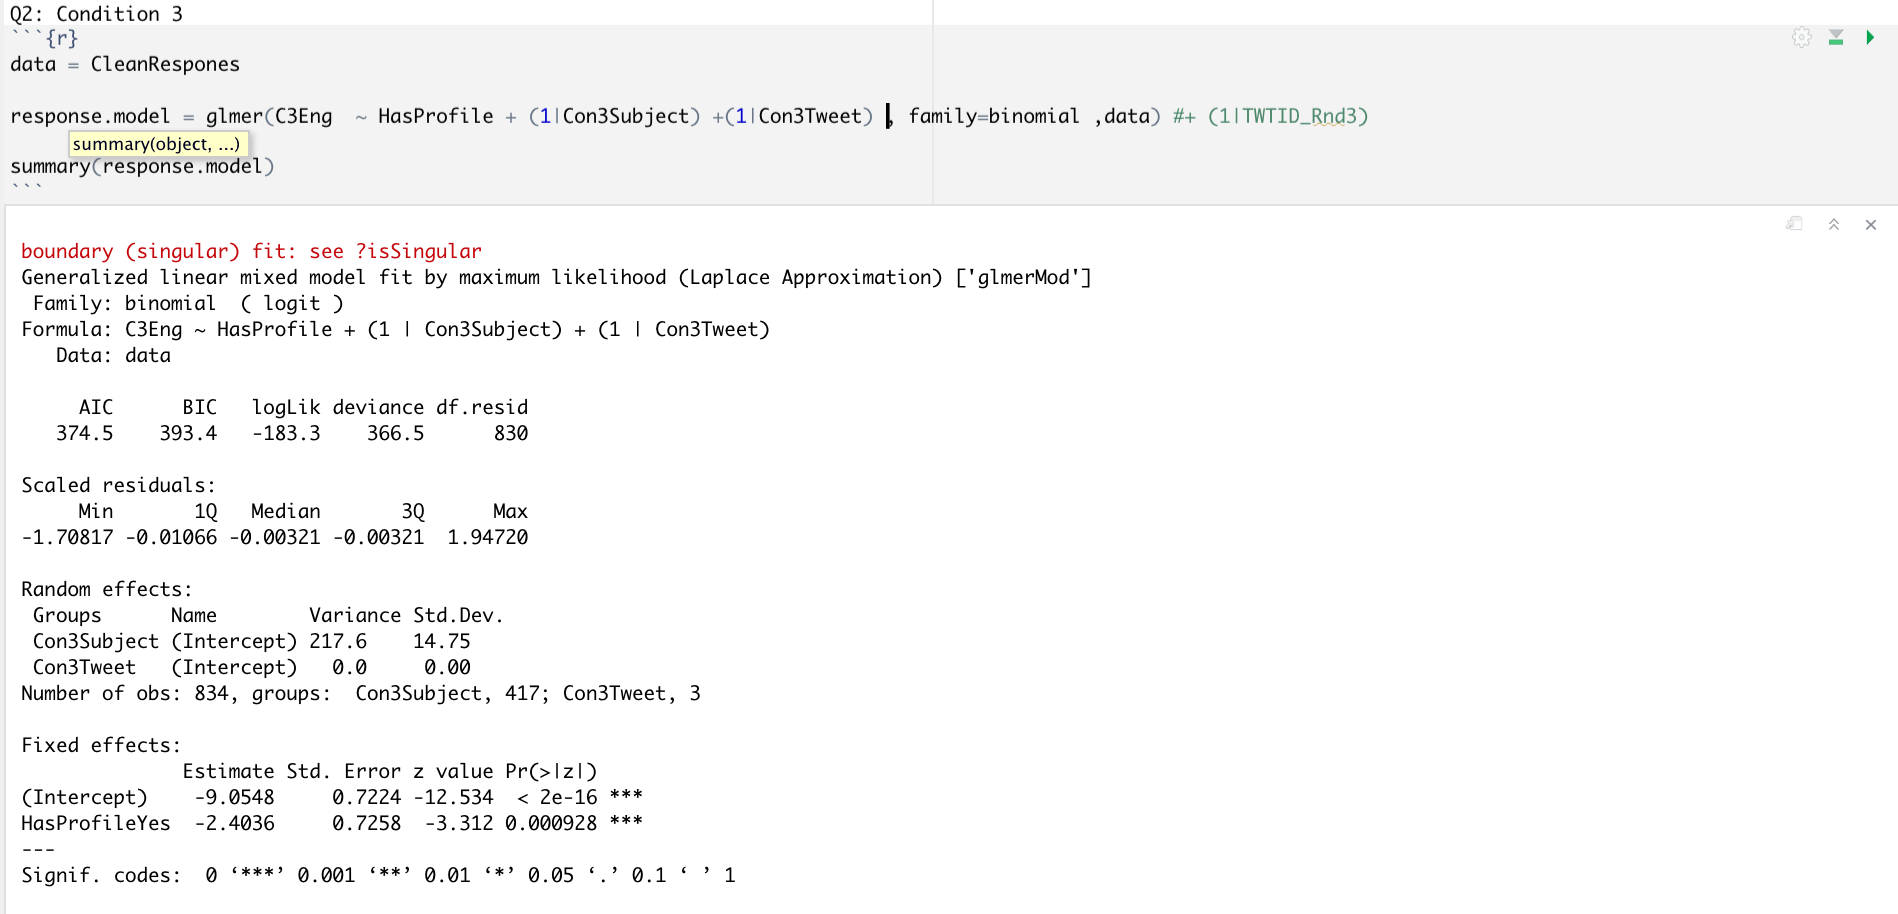 Q2: Condition 3
```{r}
data = CleanRespones
response.model = glmer(C3Eng  ~ HasProfile + (1|Con3Subject) +(1|Con3Tweet) , family=binomial ,data) #+ (1|TWTID_Rnd3)
summary(object, ...)
summary(response.model)
```
boundary (singular) fit: see ?isSingular
Generalized linear mixed model fit by maximum likelihood (Laplace Approximation) ['glmerMod']
 Family: binomial  ( logit )
Formula: C3Eng ~ HasProfile + (1 | Con3Subject) + (1 | Con3Tweet)
   Data: data
     AIC      BIC   logLik deviance df.resid
   374.5    393.4   -183.3    366.5      830
Scaled residuals:
     Min       1Q   Median       3Q      Max
-1.70817 -0.01066 -0.00321 -0.00321  1.94720
Random effects:
 Groups      Name        Variance Std.Dev.
 Con3Subject (Intercept) 217.6    14.75
 Con3Tweet   (Intercept)   0.0     0.00
Number of obs: 834, groups:  Con3Subject, 417; Con3Tweet, 3
Fixed effects:
              Estimate Std. Error z value Pr(>|z|)
(Intercept)    -9.0548     0.7224 -12.534  < 2e-16 ***
HasProfileYes  -2.4036     0.7258  -3.312 0.000928 ***
---
Signif. codes:  0 ‘***’ 0.001 ‘**’ 0.01 ‘*’ 0.05 ‘.’ 0.1 ‘ ’ 1